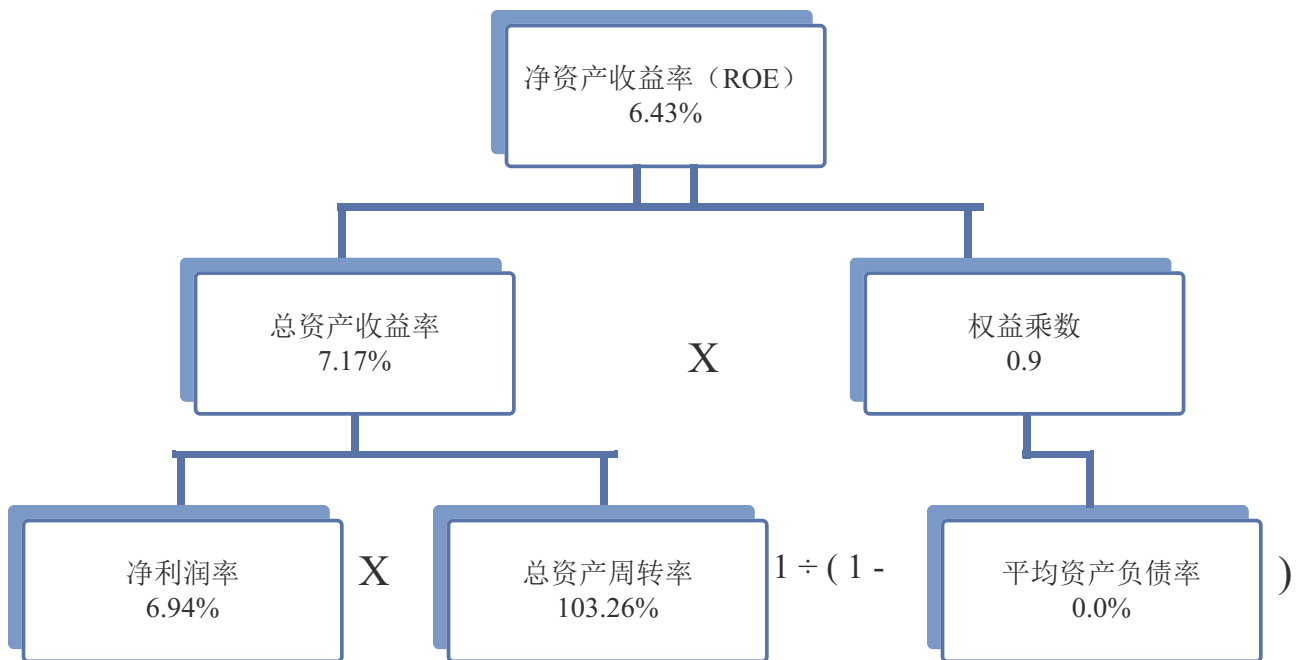 净资产收益率（ROE）
6.43%
总资产收益率
7.17%
X
权益乘数
0.9
净利润率
6.94%
X
总资产周转率
103.26%
1 ÷ ( 1 -
平均资产负债率
0.0%
)